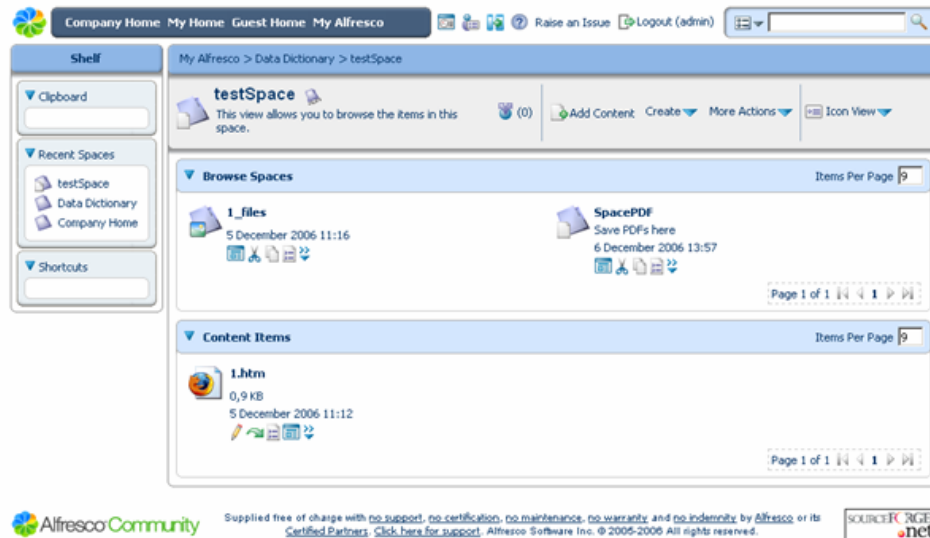 Company Home My Home Guest Home My Alfresco Raise an Issue Logout (admin)
Shelf
My Alfresco > Data Dictionary > testSpace
Clipboard
testSpace
This view allows you to browse the items in this
space.
(0)
Add Content Create More Actions Icon View
Recent Spaces
testSpace
Data Dictionary
Company Home
Shortcuts
Browse Spaces Items Per Page 9
1_files
5 December 2006 11:16
SpacePDF
Save PDFs here
6 December 2006 13:57
Page 1 of 1 1
Content Items Items Per Page 9
1.htm
0,9 KB
5 December 2006 11:12
Page 1 of 1 1
Alfresco Community
Supplied free of charge with no support, no certification, no maintenance, no warranty and no indemnity by Alfresco or its
Certified Partners. Click here for support. Alfresco Software Inc. © 2005-2006 All rights reserved.
SOURCEFORGE
.net